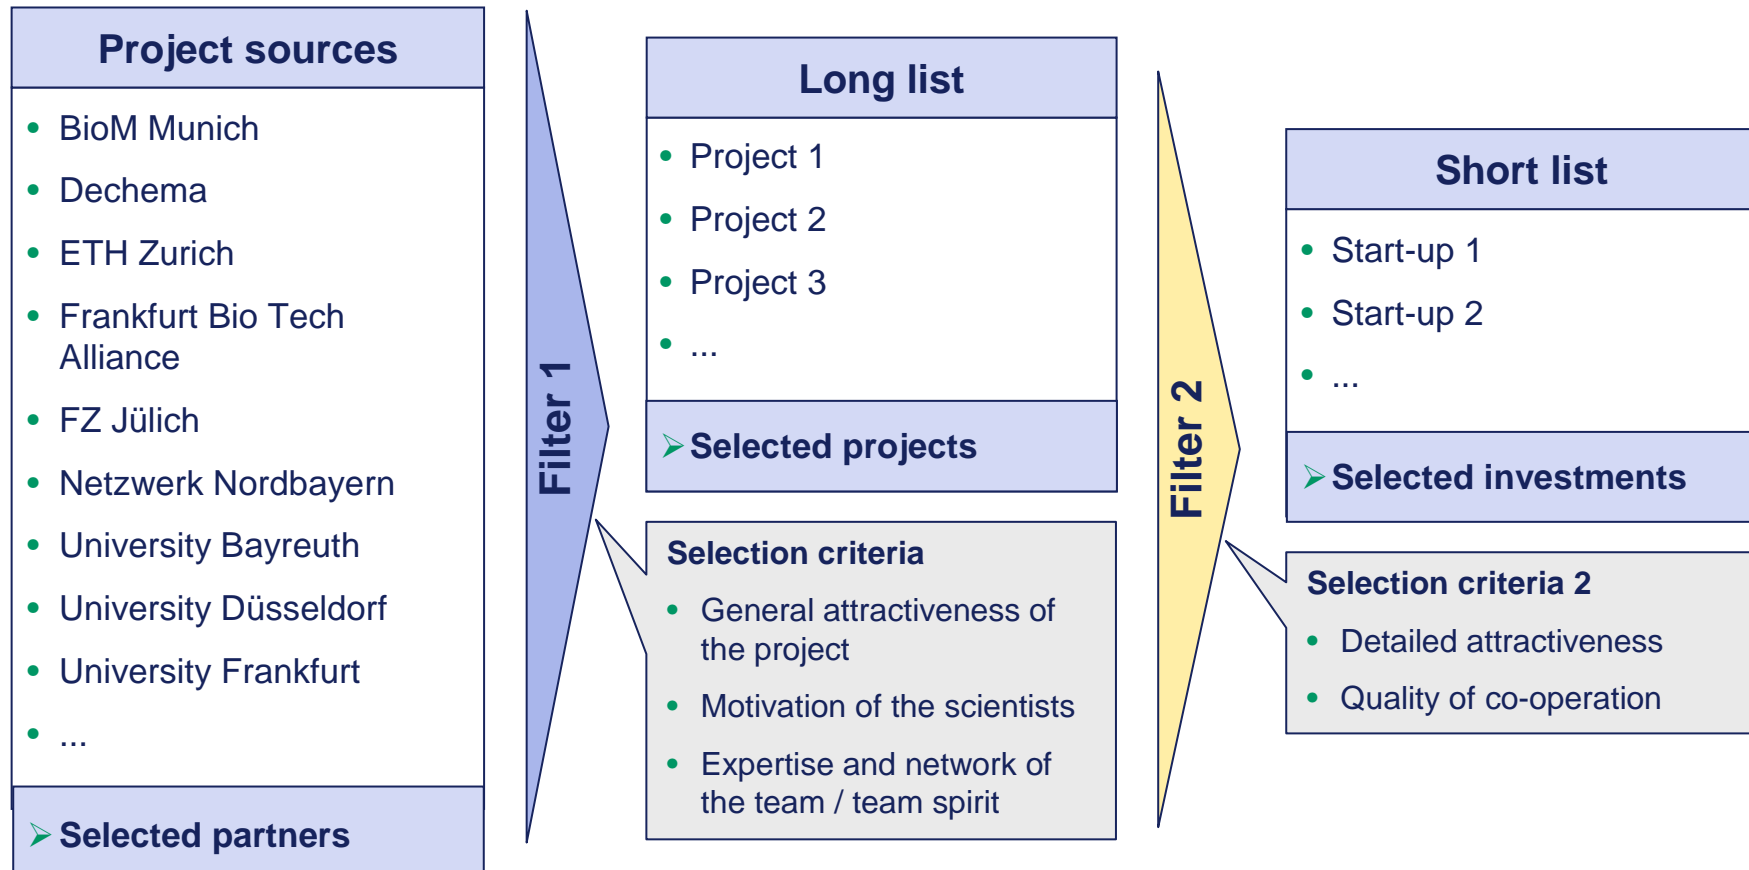 Project sources
• BioM Munich
• Dechema
• ETH Zurich
• Frankfurt Bio Tech
Alliance
• FZ Jülich
• Netzwerk Nordbayern
• University Bayreuth
• University Düsseldorf
• University Frankfurt
• ...
➢ Selected partners
Filter 1
Long list
• Project 1
• Project 2
• Project 3
• ...
➢ Selected projects
Selection criteria
• General attractiveness of
the project
• Motivation of the scientists
• Expertise and network of
the team / team spirit
Filter 2
Short list
• Start-up 1
• Start-up 2
• ...
➢ Selected investments
Selection criteria 2
• Detailed attractiveness
• Quality of co-operation